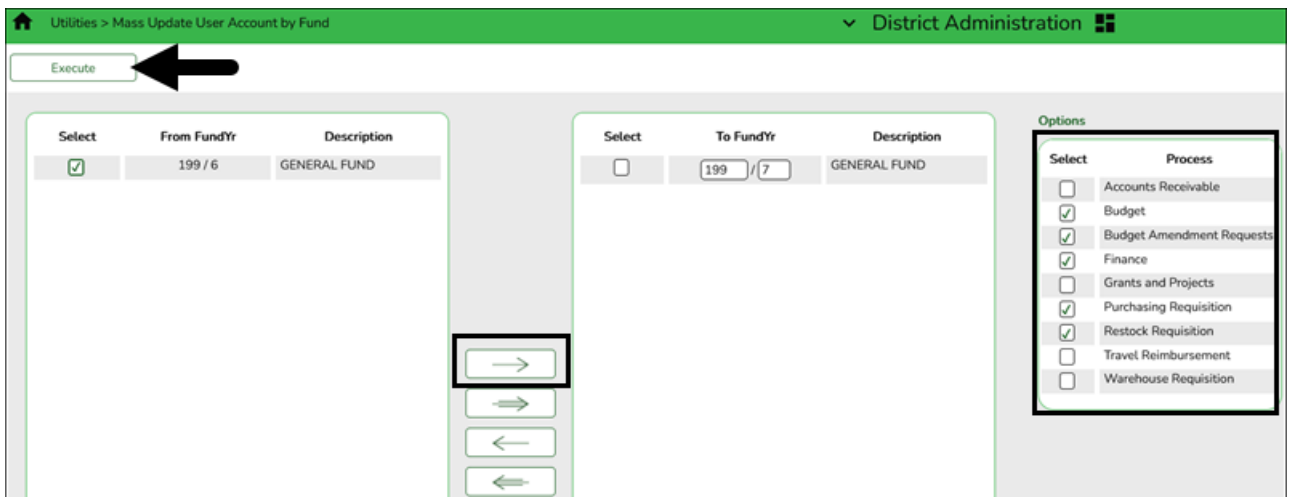 Utilities > Mass Update User Account by Fund
District Administration
Execute
Select From FundYr Description
199 / 6 GENERAL FUND
Select To FundYr Description
199 / 7 GENERAL FUND
Options
Select Process
Accounts Receivable
Budget
Budget Amendment Requests
Finance
Grants and Projects
Purchasing Requisition
Restock Requisition
Travel Reimbursement
Warehouse Requisition